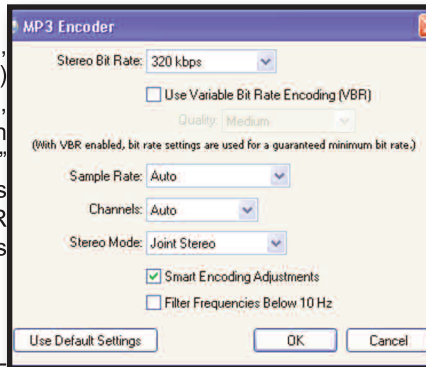 MP3 Encoder
,
Stereo Bit Rate: 320 kbps
)
Use Variable Bit Rate Encoding (VBR)
,
Quality: Medium
n
(With VBR enabled, bit rate settings are used for a guaranteed minimum bit rate.)
”
Sample Rate: Auto
s
Channels: Auto
R
Stereo Mode: Joint Stereo
s
Smart Encoding Adjustments
Filter Frequencies Below 10 Hz
Use Default Settings OK Cancel